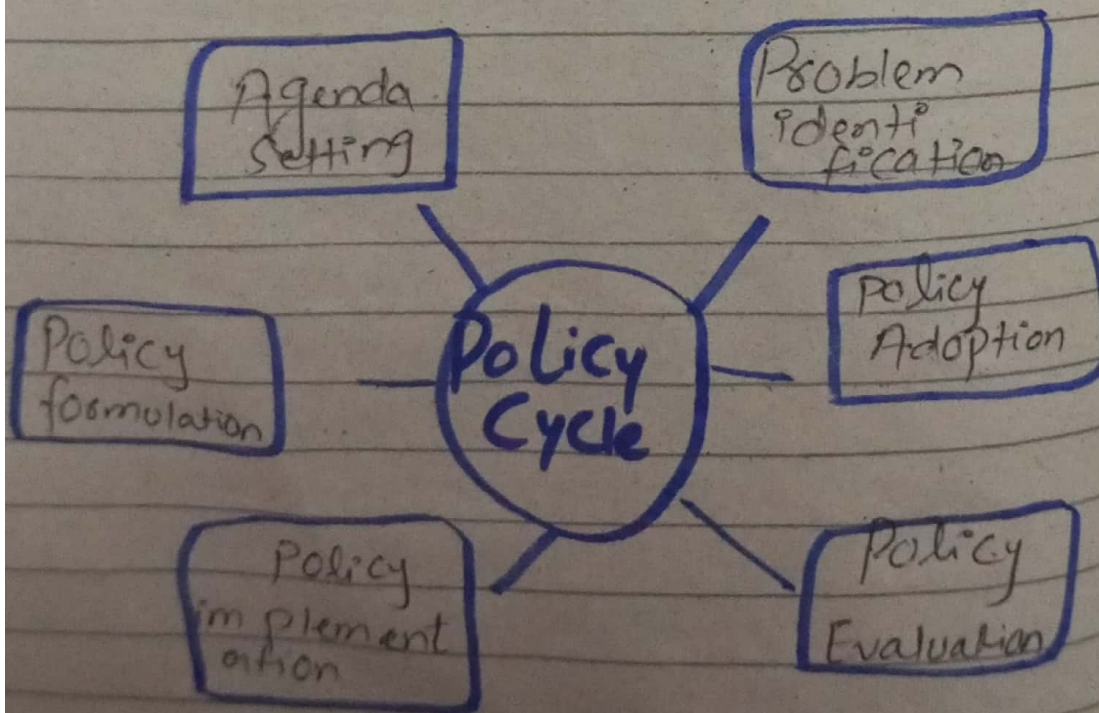 Agenda
Setting
Problem
identi
fication
Policy
formulation
Policy
Cycle
Policy
Adoption
Policy
implement
ation
Policy
Evaluation